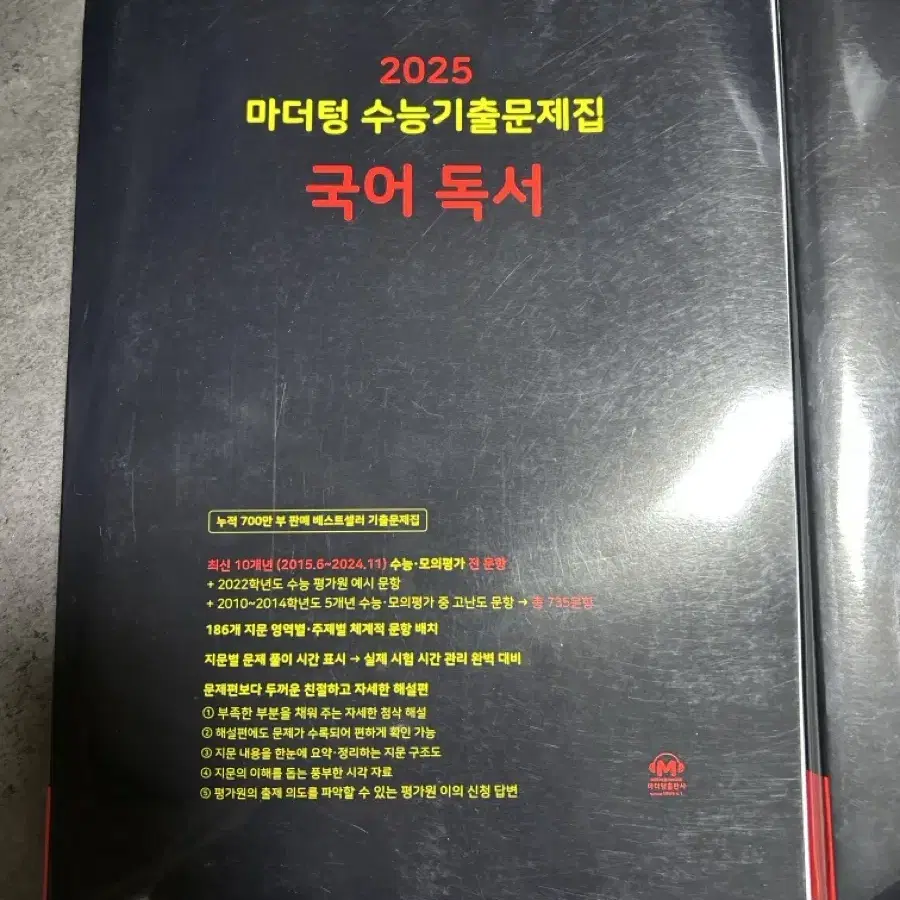 2025
마더텅 수능기출문제집
국어 독서
누적 700만 부 판매 베스트셀러 기출문제집
최신 10개년 (2015.6~2024.11) 수능·모의평가 전 문항
+ 2022학년도 수능 평가원 예시 문항
+ 2010~2014학년도 5개년 수능·모의평가 중 고난도 문항 → 총 735문항
186개 지문 영역별·주제별 체계적 문항 배치
지문별 문제 풀이 시간 표시 → 실제 시험 시간 관리 완벽 대비
문제편보다 두꺼운 친절하고 자세한 해설편
① 부족한 부분을 채워 주는 자세한 첨삭 해설
② 해설편에도 문제가 수록되어 편하게 확인 가능
③ 지문 내용을 한눈에 요약·정리하는 지문 구조도
④ 지문의 이해를 돕는 풍부한 시각 자료
⑤ 평가원의 출제 의도를 파악할 수 있는 평가원 이의 신청 답변
M
마더텅출판사